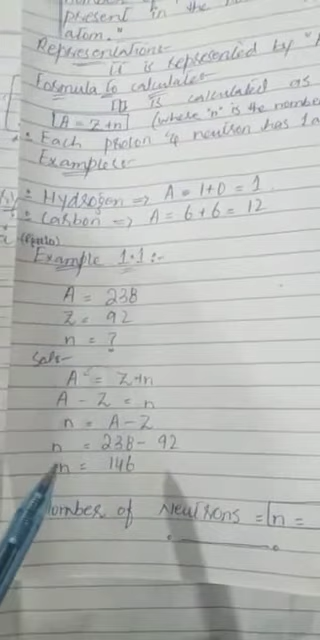 present in the
atom."
Representation:-
It is represented by "A
Formula to calculate:-
It is calculated as
A = Z+n (where 'n' is the number
:- Each proton & neutron has 1a
Examples:-
:- Hydrogen => A = 1+0 = 1
:- Carbon => A = 6+6 = 12
Example 1.1:-
A = 238
Z = 92
n = ?
Sol:-
A = Z+n
A - Z = n
n = A-Z
n = 238 - 92
n = 146
Number of Neutrons = n =